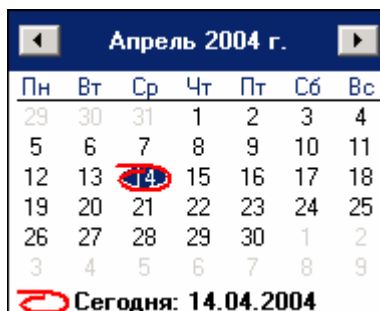 Апрель 2004 г.
Пн Вт Ср Чт Пт Сб Вс
29 30 31 1 2 3 4
5 6 7 8 9 10 11
12 13 14 15 16 17 18
19 20 21 22 23 24 25
26 27 28 29 30 1 2
3 4 5 6 7 8 9
Сегодня: 14.04.2004